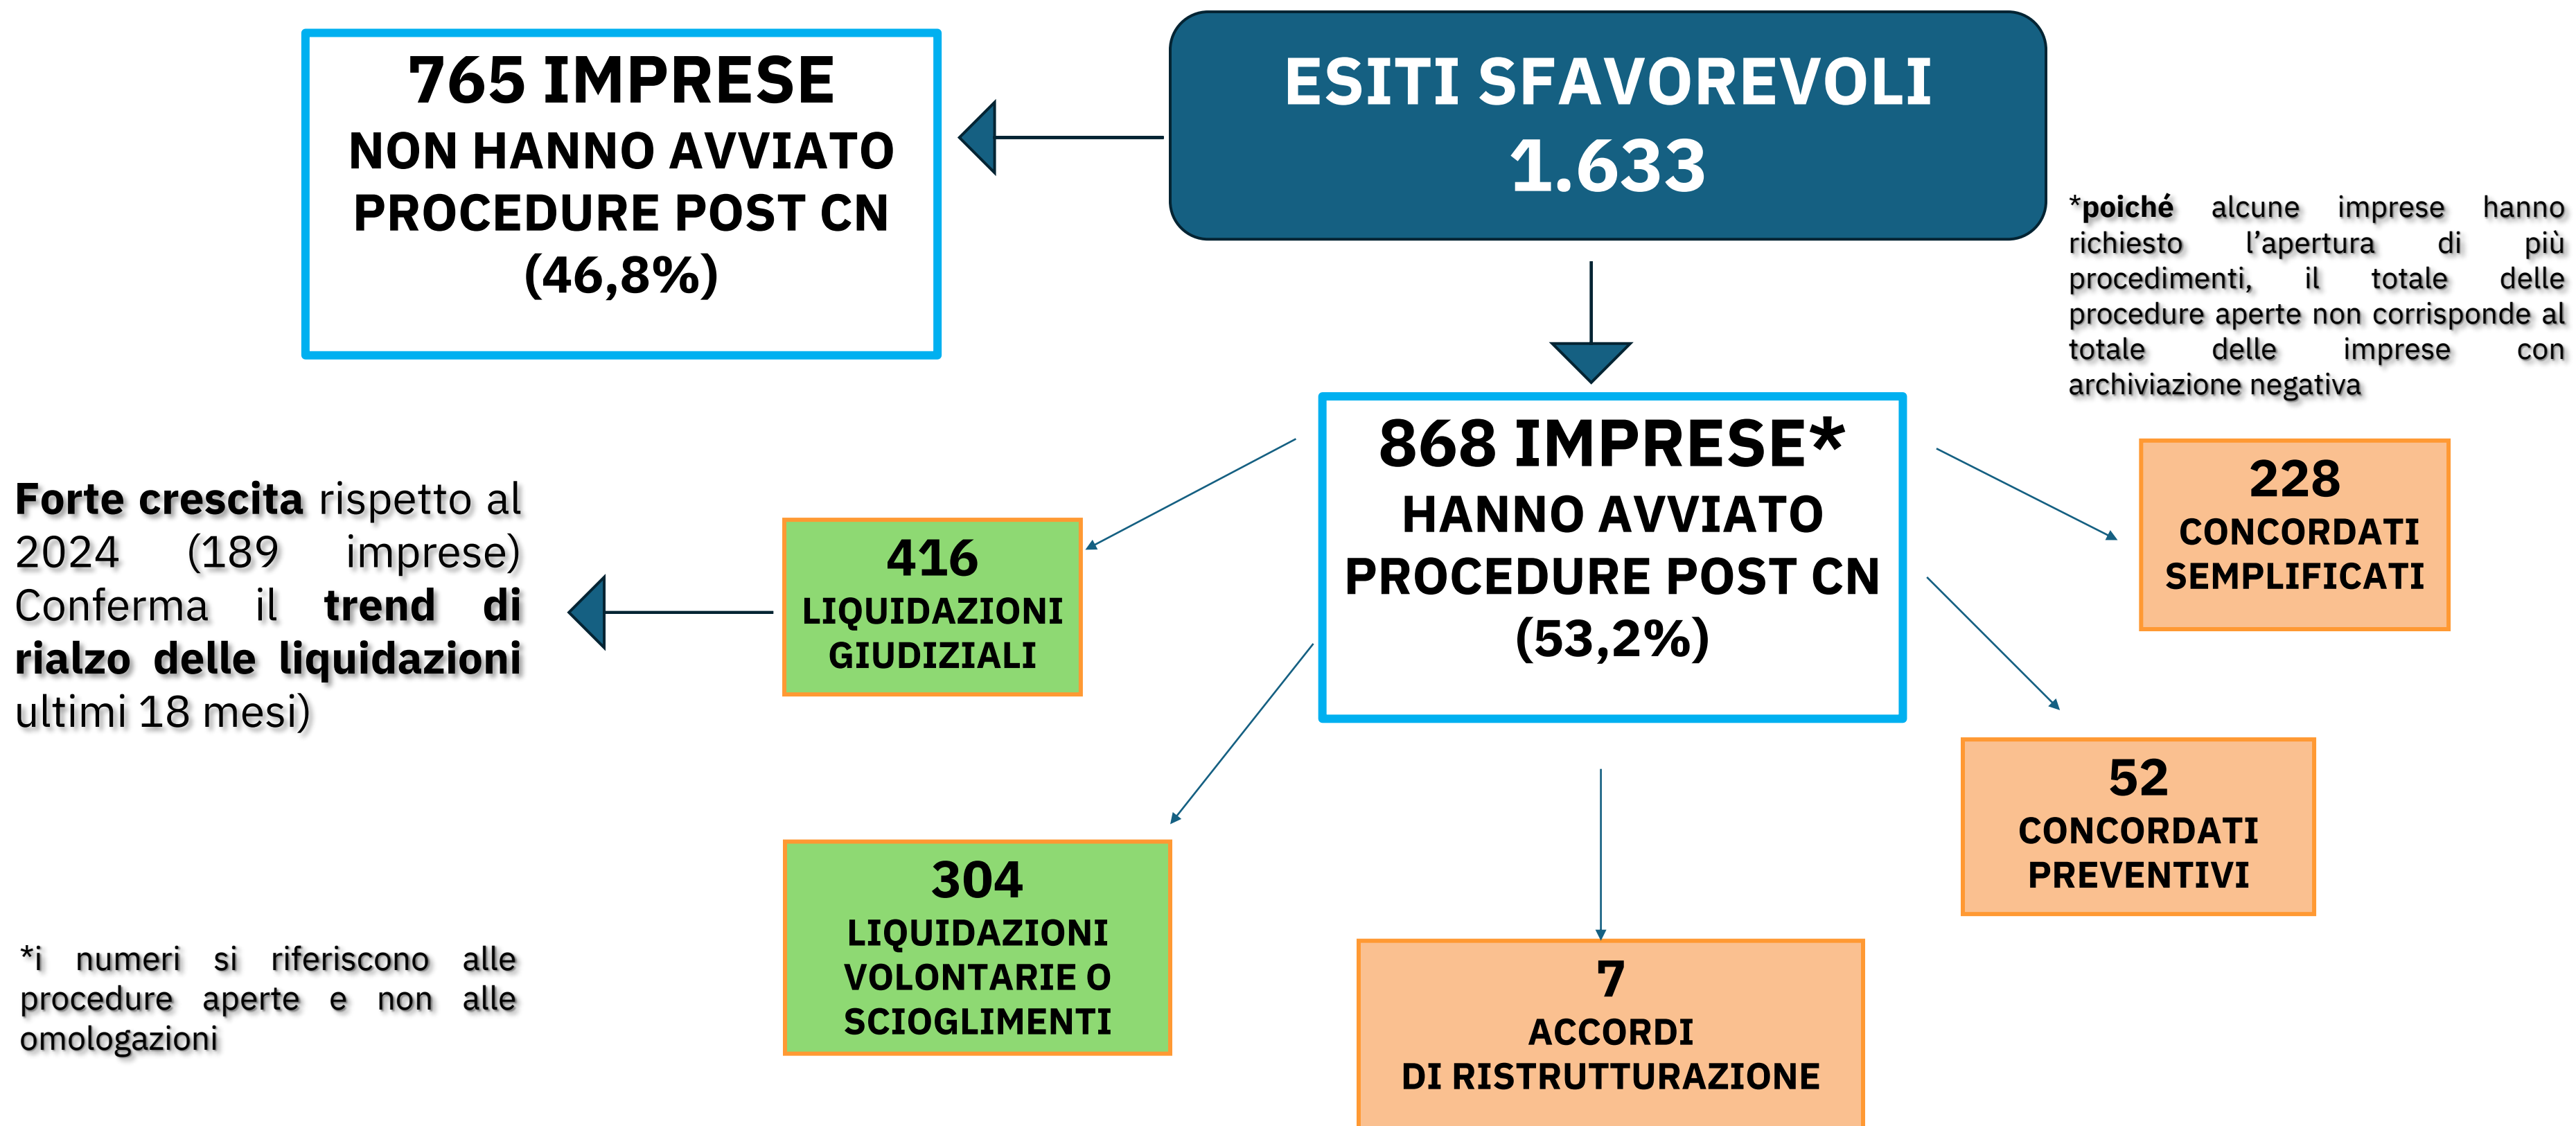 ESITI SFAVOREVOLI
1.633
765 IMPRESE
NON HANNO AVVIATO
PROCEDURE POST CN
(46,8%)
*poiché alcune imprese hanno
richiesto l’apertura di più
procedimenti, il totale delle
procedure aperte non corrisponde al
totale delle imprese con
archiviazione negativa
868 IMPRESE*
HANNO AVVIATO
PROCEDURE POST CN
(53,2%)
Forte crescita rispetto al
2024 (189 imprese)
Conferma il trend di
rialzo delle liquidazioni
ultimi 18 mesi)
416
LIQUIDAZIONI
GIUDIZIALI
228
CONCORDATI
SEMPLIFICATI
52
CONCORDATI
PREVENTIVI
304
LIQUIDAZIONI
VOLONTARIE O
SCIOGLIMENTI
7
ACCORDI
DI RISTRUTTURAZIONE
*i numeri si riferiscono alle
procedure aperte e non alle
omologazioni